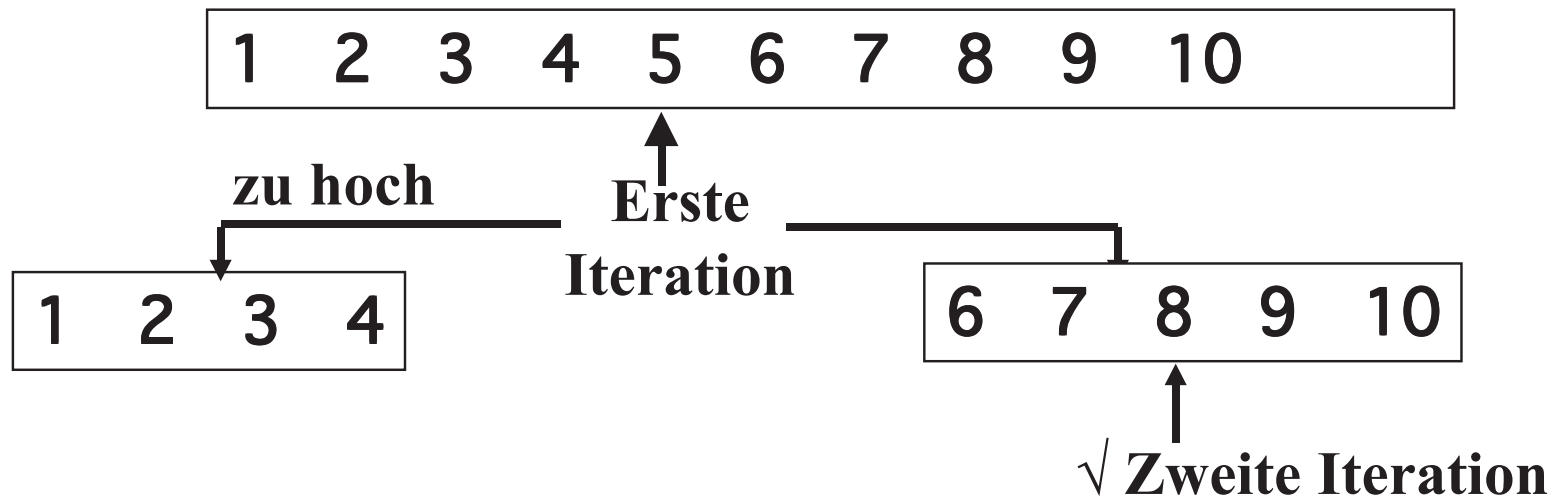 1 2 3 4 5 6 7 8 9 10
zu hoch
Erste
Iteration
1 2 3 4
6 7 8 9 10
√ Zweite Iteration